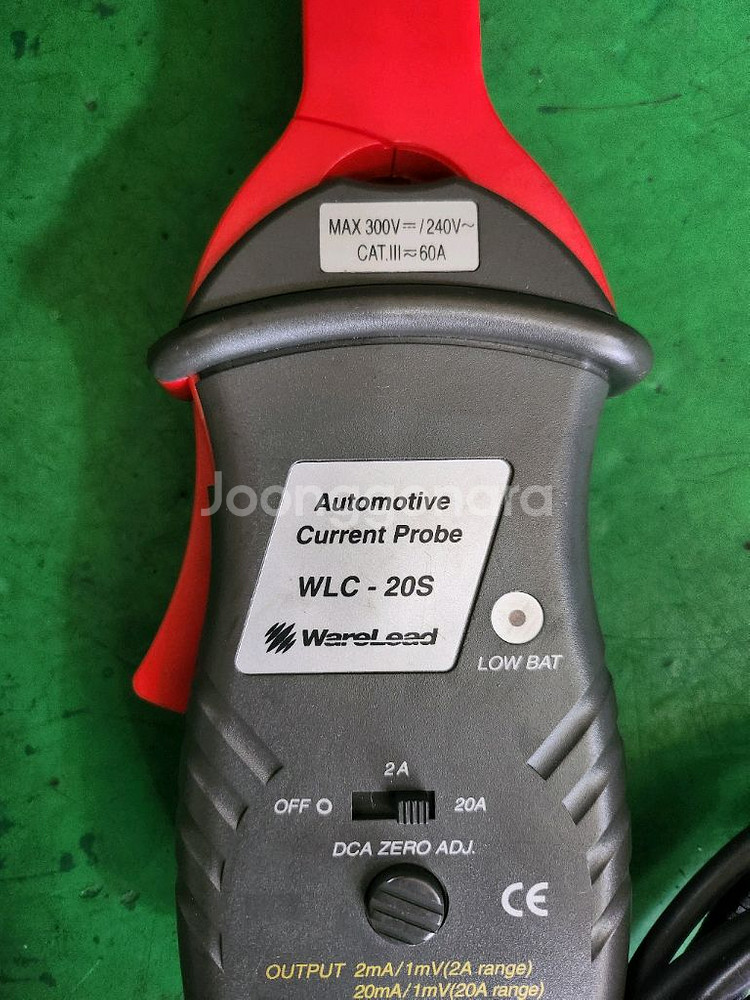 MAX 300V⎓/240V~
CAT.III≂60A
Joonggonara
Automotive
Current Probe
WLC - 20S
WareLead
LOW BAT
2A
OFF O
20A
DCA ZERO ADJ.
CE
OUTPUT 2mA/1mV(2A range)
20mA/1mV(20A range)